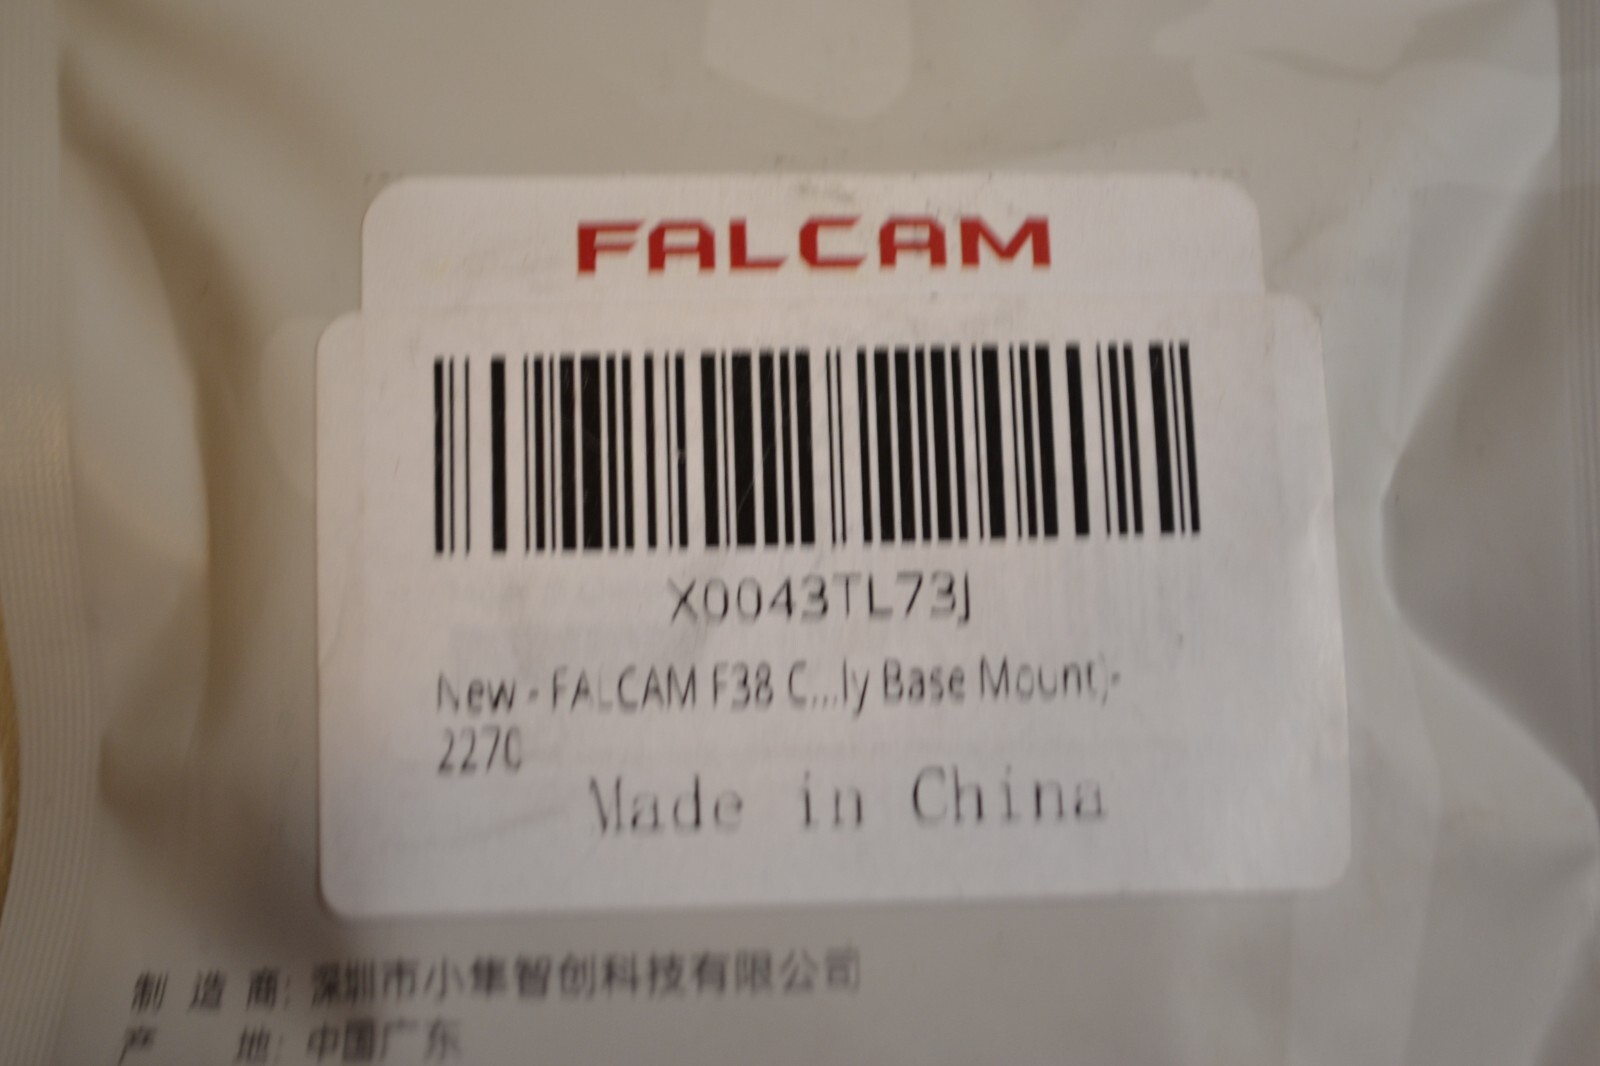 FALCAM
X0043TL73J
New - FALCAM F38 C...ly Base Mount)-
2270
Made in China
制 造 商: 深圳市小隼智创科技有限公司
产 地: 中国广东